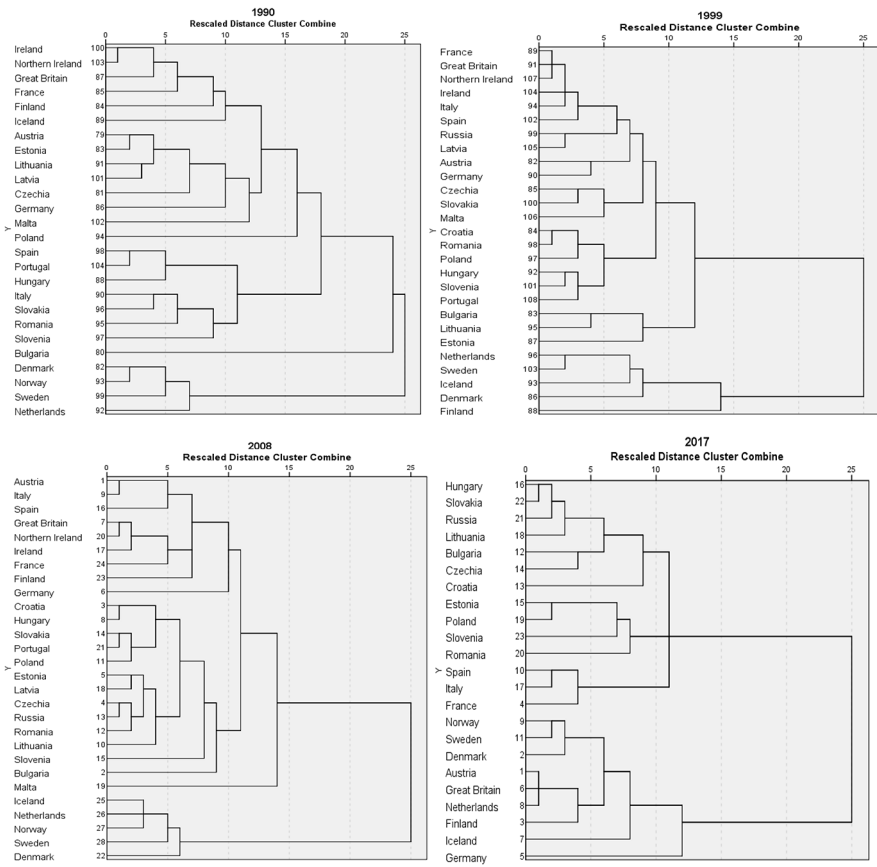 1990
Rescaled Distance Cluster Combine
0 5 10 15 20 25
Ireland 100
Northern Ireland 103
Great Britain 87
France 85
Finland 84
Iceland 89
Austria 79
Estonia 83
Lithuania 91
Latvia 101
Czechia 81
Germany 86
Malta 102
Y
Poland 94
Spain 98
Portugal 104
Hungary 88
Italy 90
Slovakia 96
Romania 95
Slovenia 97
Bulgaria 80
Denmark 82
Norway 93
Sweden 99
Netherlands 92
1999
Rescaled Distance Cluster Combine
0 5 10 15 20 25
France 89
Great Britain 91
Northern Ireland 107
Ireland 104
Italy 94
Spain 102
Russia 99
Latvia 105
Austria 82
Germany 90
Czechia 85
Slovakia 100
Malta 106
Y
Croatia 84
Romania 98
Poland 97
Hungary 92
Slovenia 101
Portugal 108
Bulgaria 83
Lithuania 95
Estonia 87
Netherlands 96
Sweden 103
Iceland 93
Denmark 86
Finland 88
2008
Rescaled Distance Cluster Combine
0 5 10 15 20 25
Austria 1
Italy 9
Spain 16
Great Britain 7
Northern Ireland 20
Ireland 17
France 24
Finland 23
Germany 6
Croatia 3
Hungary 8
Slovakia 14
Portugal 21
Poland 11
Y
Estonia 5
Latvia 18
Czechia 4
Russia 13
Romania 12
Lithuania 10
Slovenia 15
Bulgaria 2
Malta 19
Iceland 25
Netherlands 26
Norway 27
Sweden 28
Denmark 22
2017
Rescaled Distance Cluster Combine
0 5 10 15 20 25
Hungary 16
Slovakia 22
Russia 21
Lithuania 18
Bulgaria 12
Czechia 14
Croatia 13
Estonia 15
Poland 19
Slovenia 23
Romania 20
Y
Spain 10
Italy 17
France 4
Norway 9
Sweden 11
Denmark 2
Austria 1
Great Britain 6
Netherlands 8
Finland 3
Iceland 7
Germany 5